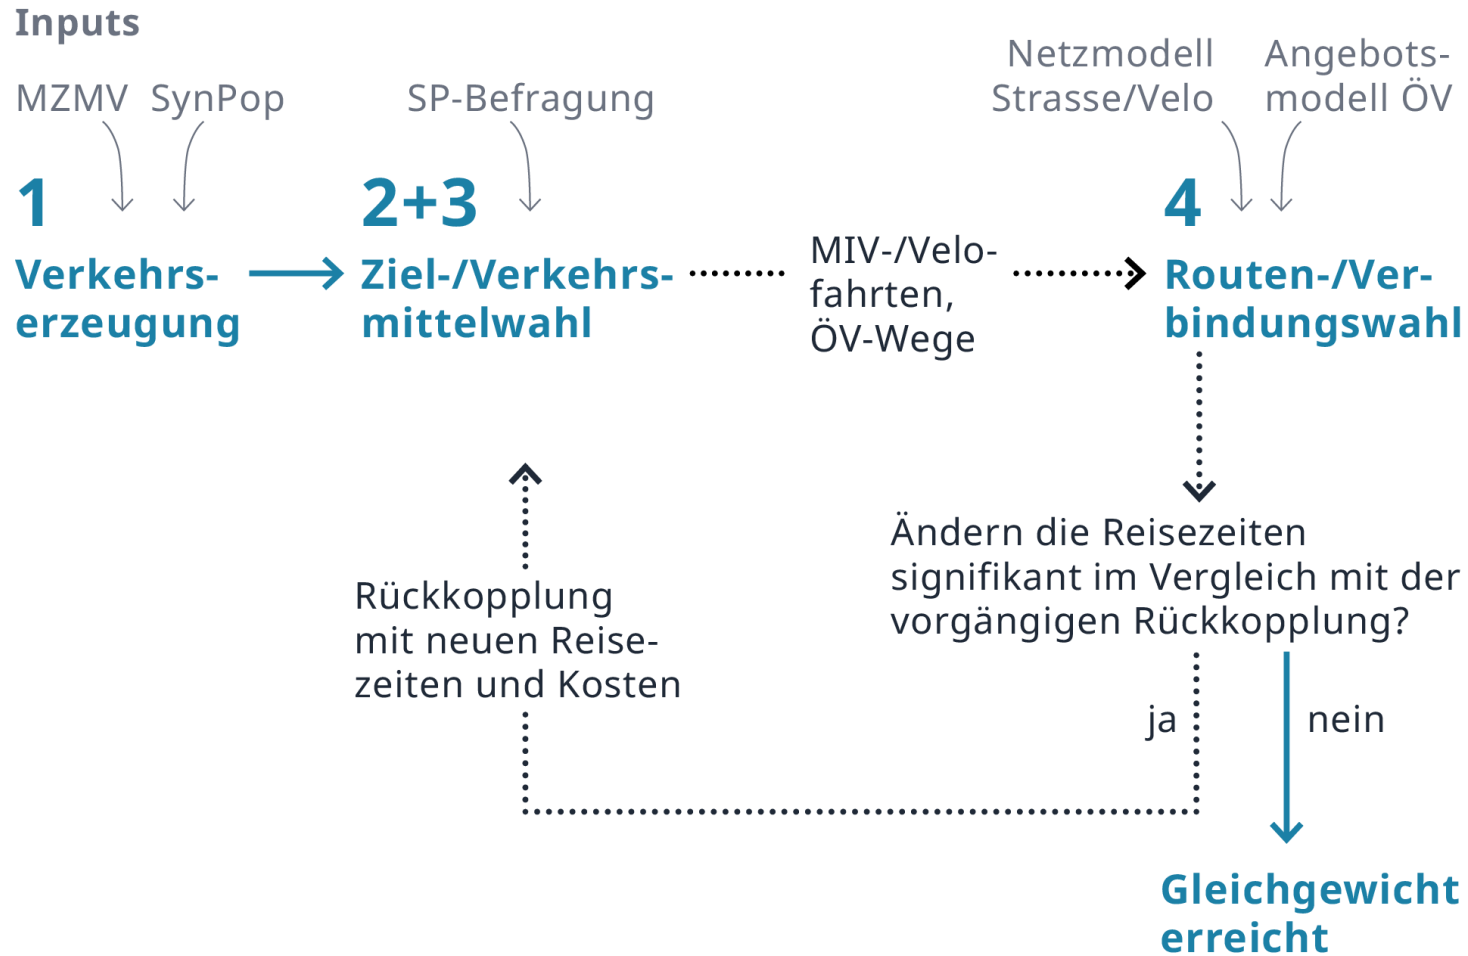 Inputs
MZMV
SynPop
SP-Befragung
Netzmodell
Strasse/Velo
Angebots-
modell ÖV
1
Verkehrs-
erzeugung
2+3
Ziel-/Verkehrs-
mittelwahl
MIV-/Velo-
fahrten,
ÖV-Wege
4
Routen-/Ver-
bindungswahl
Ändern die Reisezeiten
signifikant im Vergleich mit der
vorgängigen Rückkopplung?
Rückkopplung
mit neuen Reise-
zeiten und Kosten
ja
nein
Gleichgewicht
erreicht